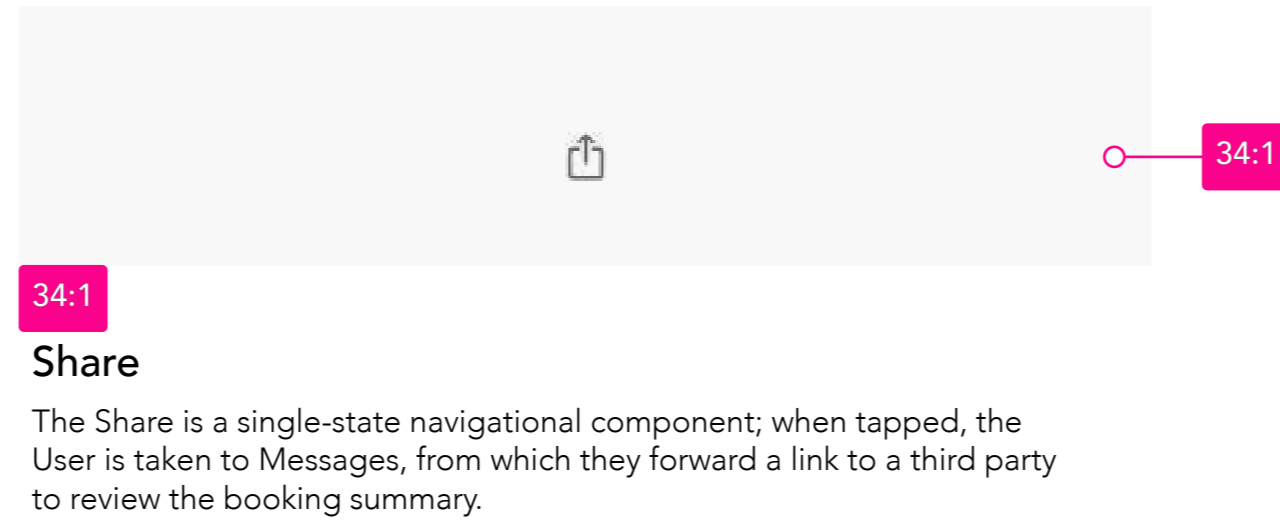 34:1
34:1
Share
The Share is a single-state navigational component; when tapped, the
User is taken to Messages, from which they forward a link to a third party
to review the booking summary.